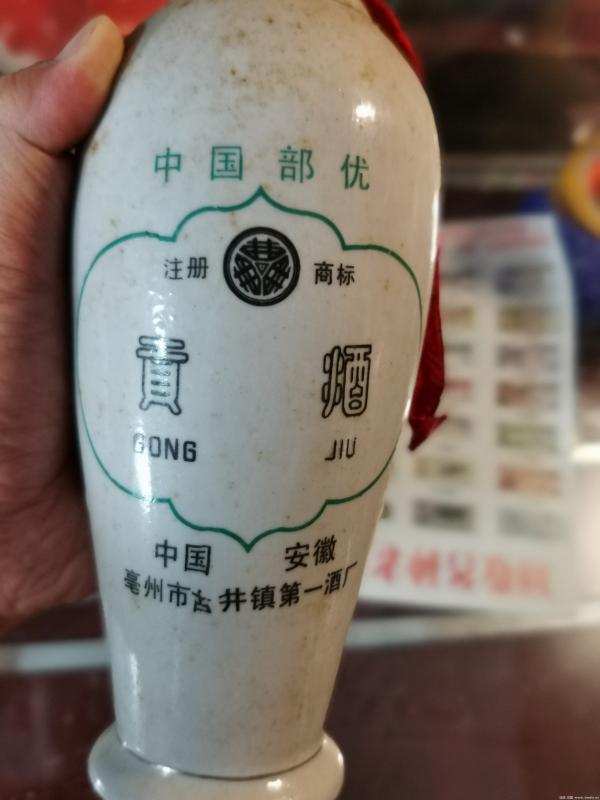 中国部优
注册 商标
貢 酒
GONG JIU
中国 安徽
亳州市古井镇第一酒厂